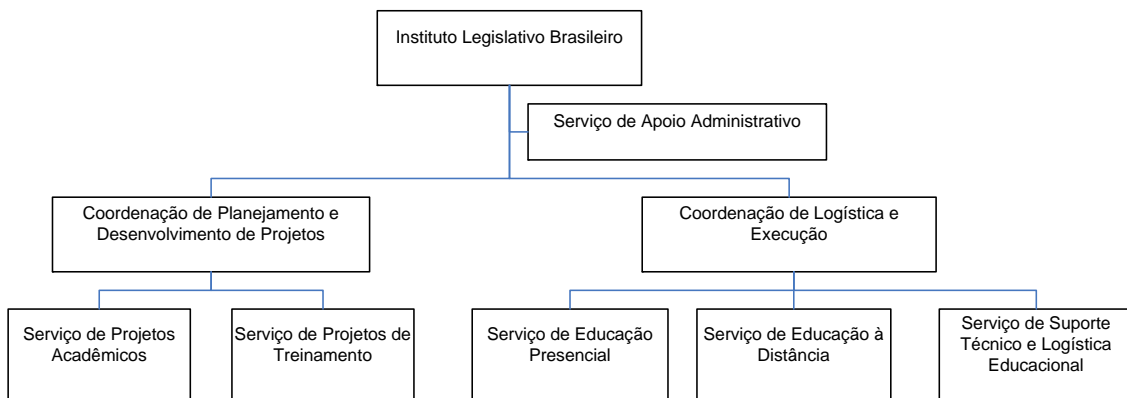 Instituto Legislativo Brasileiro
Serviço de Apoio Administrativo
Coordenação de Planejamento e
Desenvolvimento de Projetos
Coordenação de Logística e
Execução
Serviço de Projetos
Acadêmicos
Serviço de Projetos de
Treinamento
Serviço de Educação
Presencial
Serviço de Educação à
Distância
Serviço de Suporte
Técnico e Logística
Educacional